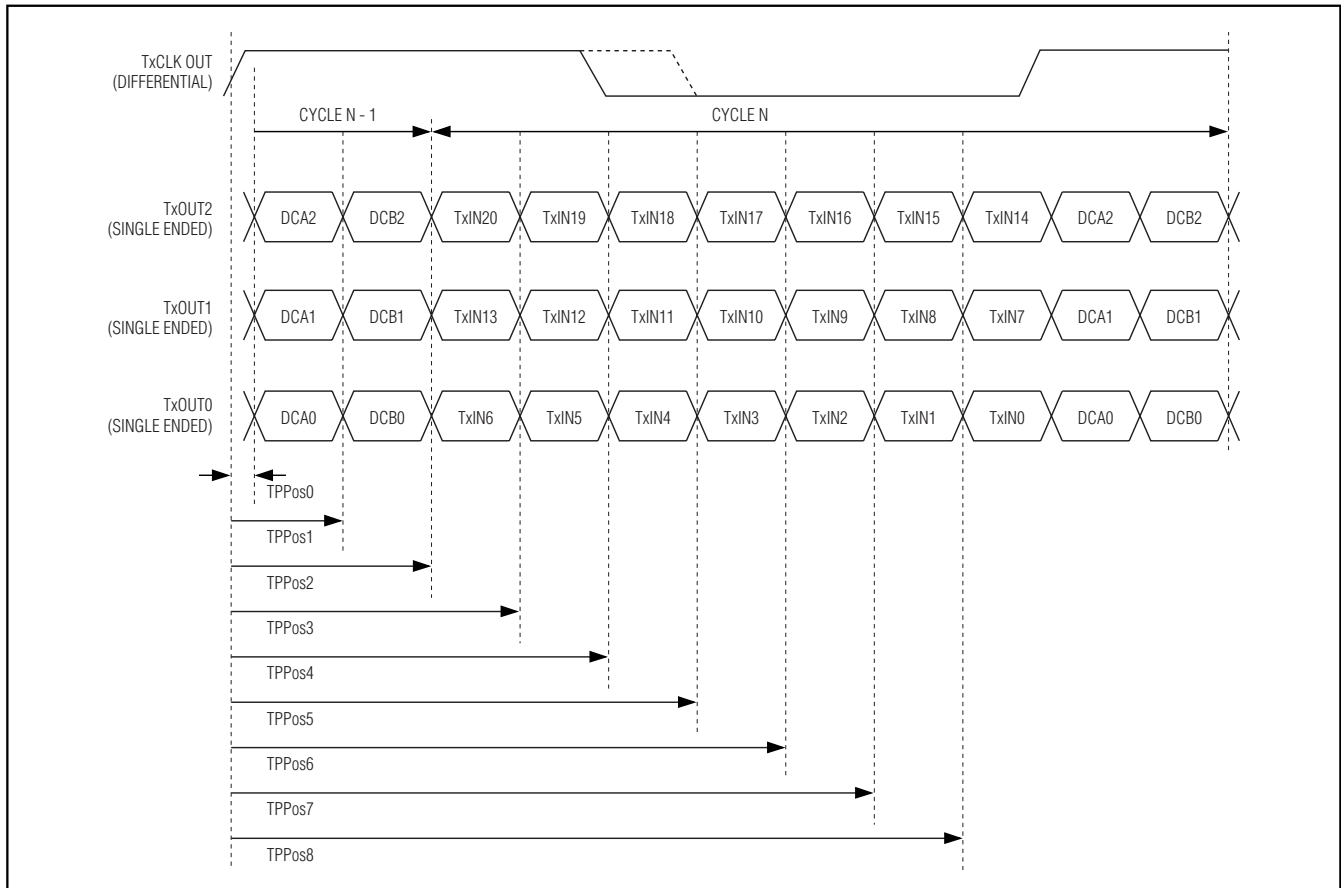 TxCLK OUT
(DIFFERENTIAL)
CYCLE N - 1
CYCLE N
TxOUT2
(SINGLE ENDED)
DCA2 DCB2 TxIN20 TxIN19 TxIN18 TxIN17 TxIN16 TxIN15 TxIN14 DCA2 DCB2
TxOUT1
(SINGLE ENDED)
DCA1 DCB1 TxIN13 TxIN12 TxIN11 TxIN10 TxIN9 TxIN8 TxIN7 DCA1 DCB1
TxOUT0
(SINGLE ENDED)
DCA0 DCB0 TxIN6 TxIN5 TxIN4 TxIN3 TxIN2 TxIN1 TxIN0 DCA0 DCB0
TPPos0
TPPos1
TPPos2
TPPos3
TPPos4
TPPos5
TPPos6
TPPos7
TPPos8